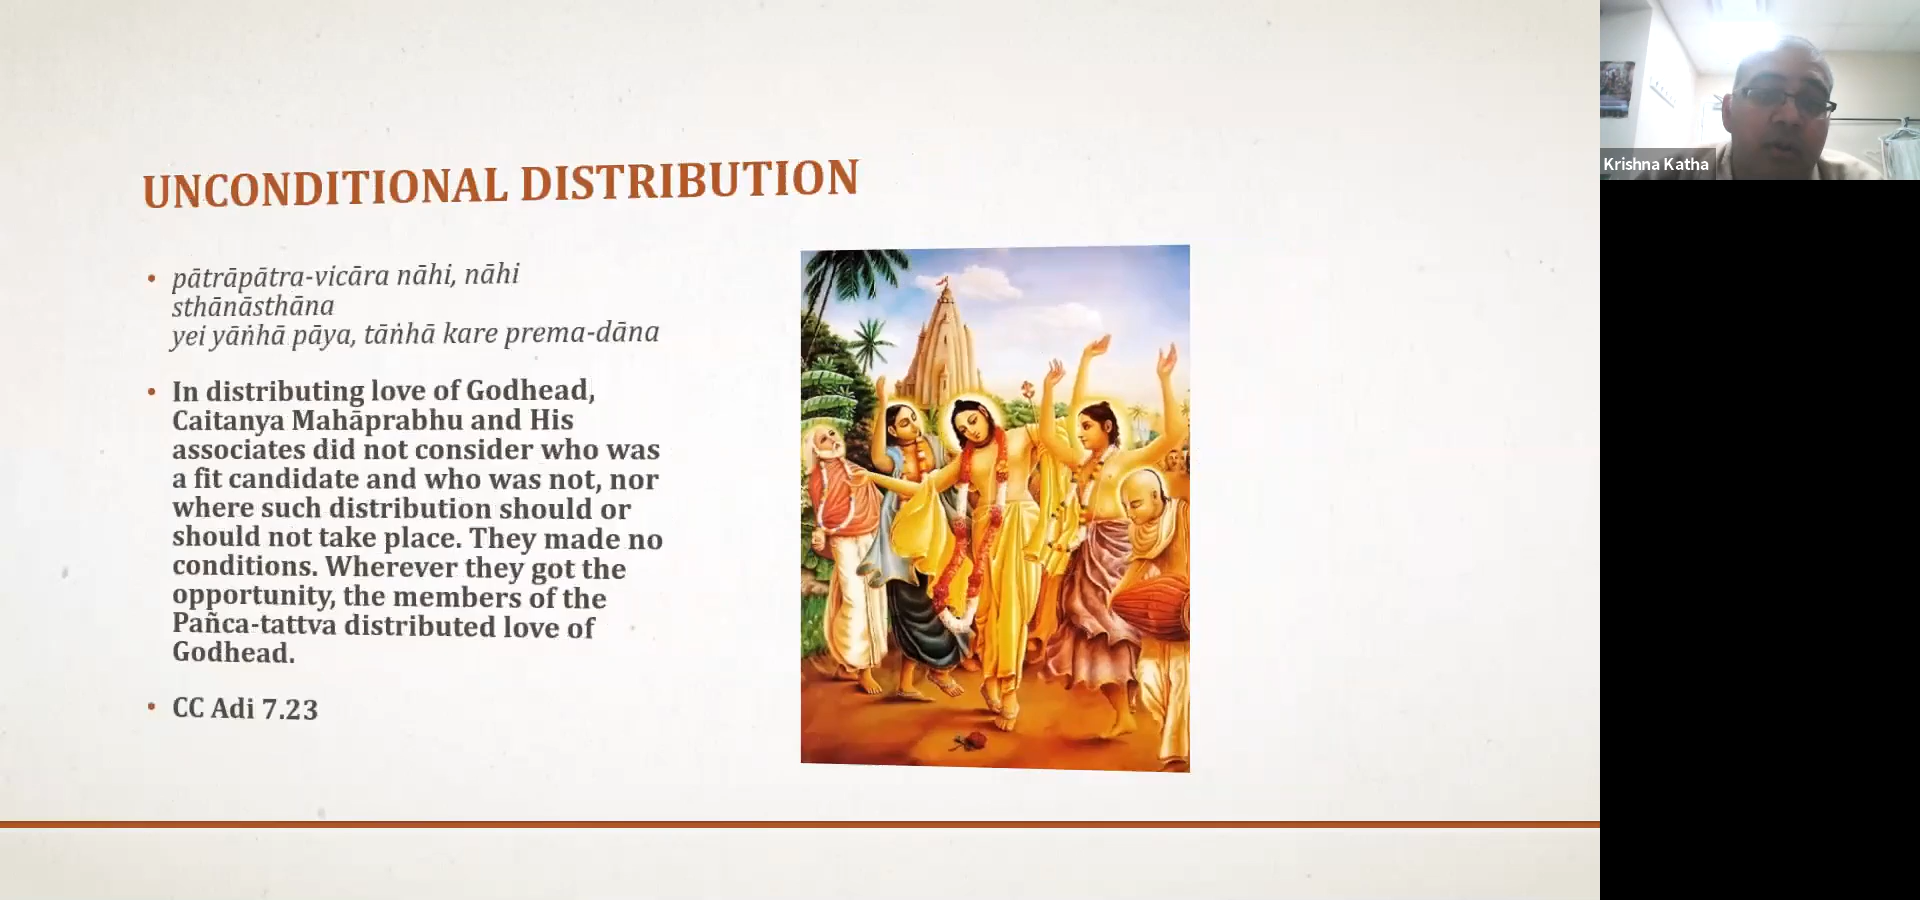 UNCONDITIONAL DISTRIBUTION
• pātrāpātra-vicāra nāhi, nāhi
sthānāsthāna
yei yāṅhā pāya, tāṅhā kare prema-dāna
• In distributing love of Godhead,
Caitanya Mahāprabhu and His
associates did not consider who was
a fit candidate and who was not, nor
where such distribution should or
should not take place. They made no
conditions. Wherever they got the
opportunity, the members of the
Pañca-tattva distributed love of
Godhead.
• CC Adi 7.23
Krishna Katha